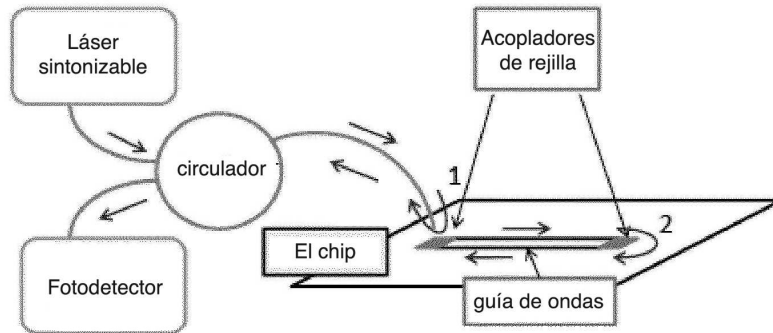 Láser
sintonizable
Acopladores
de rejilla
circulador
1
2
El chip
Fotodetector
guía de ondas